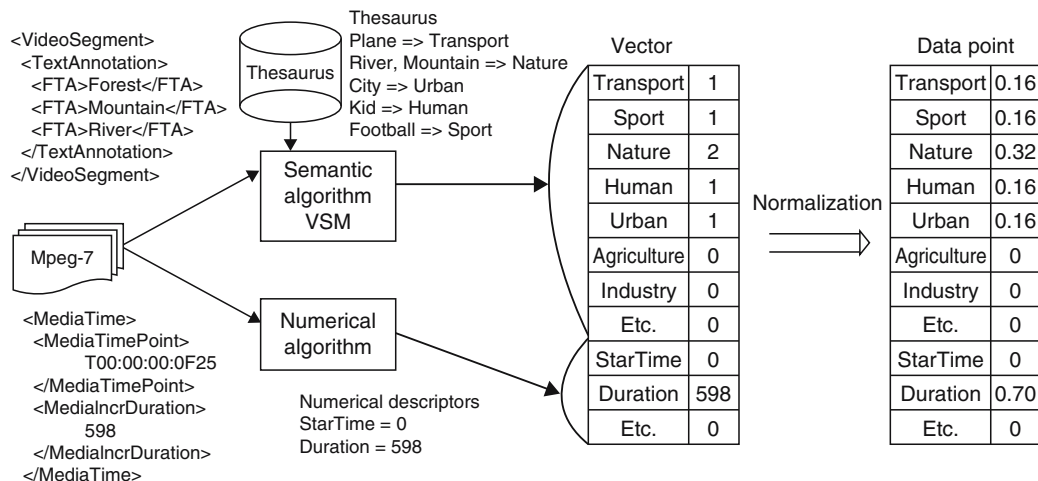 <VideoSegment>
<TextAnnotation>
<FTA>Forest</FTA>
<FTA>Mountain</FTA>
<FTA>River</FTA>
</TextAnnotation>
</VideoSegment>
Thesaurus
Thesaurus
Plane => Transport
River, Mountain => Nature
City => Urban
Kid => Human
Football => Sport
Semantic
algorithm
VSM
Mpeg-7
<MediaTime>
<MediaTimePoint>
T00:00:00:0F25
</MediaTimePoint>
<MedialncrDuration>
598
</MedialncrDuration>
</MediaTime>
Numerical
algorithm
Numerical descriptors
StarTime = 0
Duration = 598
Vector
Transport 1
Sport 1
Nature 2
Human 1
Urban 1
Agriculture 0
Industry 0
Etc. 0
StarTime 0
Duration 598
Etc. 0
Normalization
Data point
Transport 0.16
Sport 0.16
Nature 0.32
Human 0.16
Urban 0.16
Agriculture 0
Industry 0
Etc. 0
StarTime 0
Duration 0.70
Etc. 0